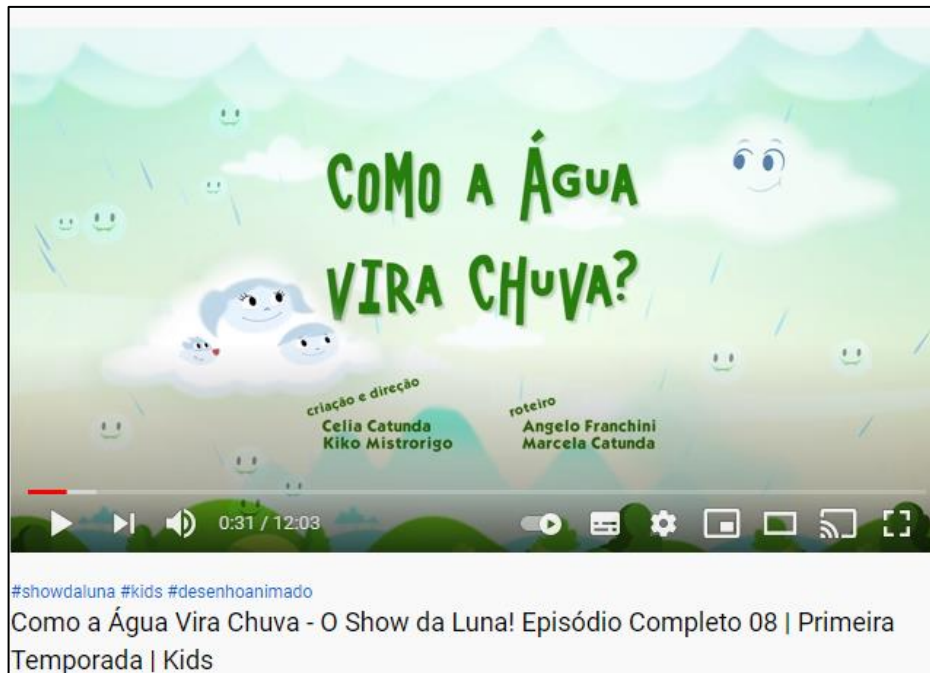 COMO A ÁGUA
VIRA CHUVA?
criação e direção
Celia Catunda
Kiko Mistrorigo
roteiro
Angelo Franchini
Marcela Catunda
0:31 / 12:03
#showdaluna #kids #desenhoanimado
Como a Água Vira Chuva - O Show da Luna! Episódio Completo 08 | Primeira
Temporada | Kids